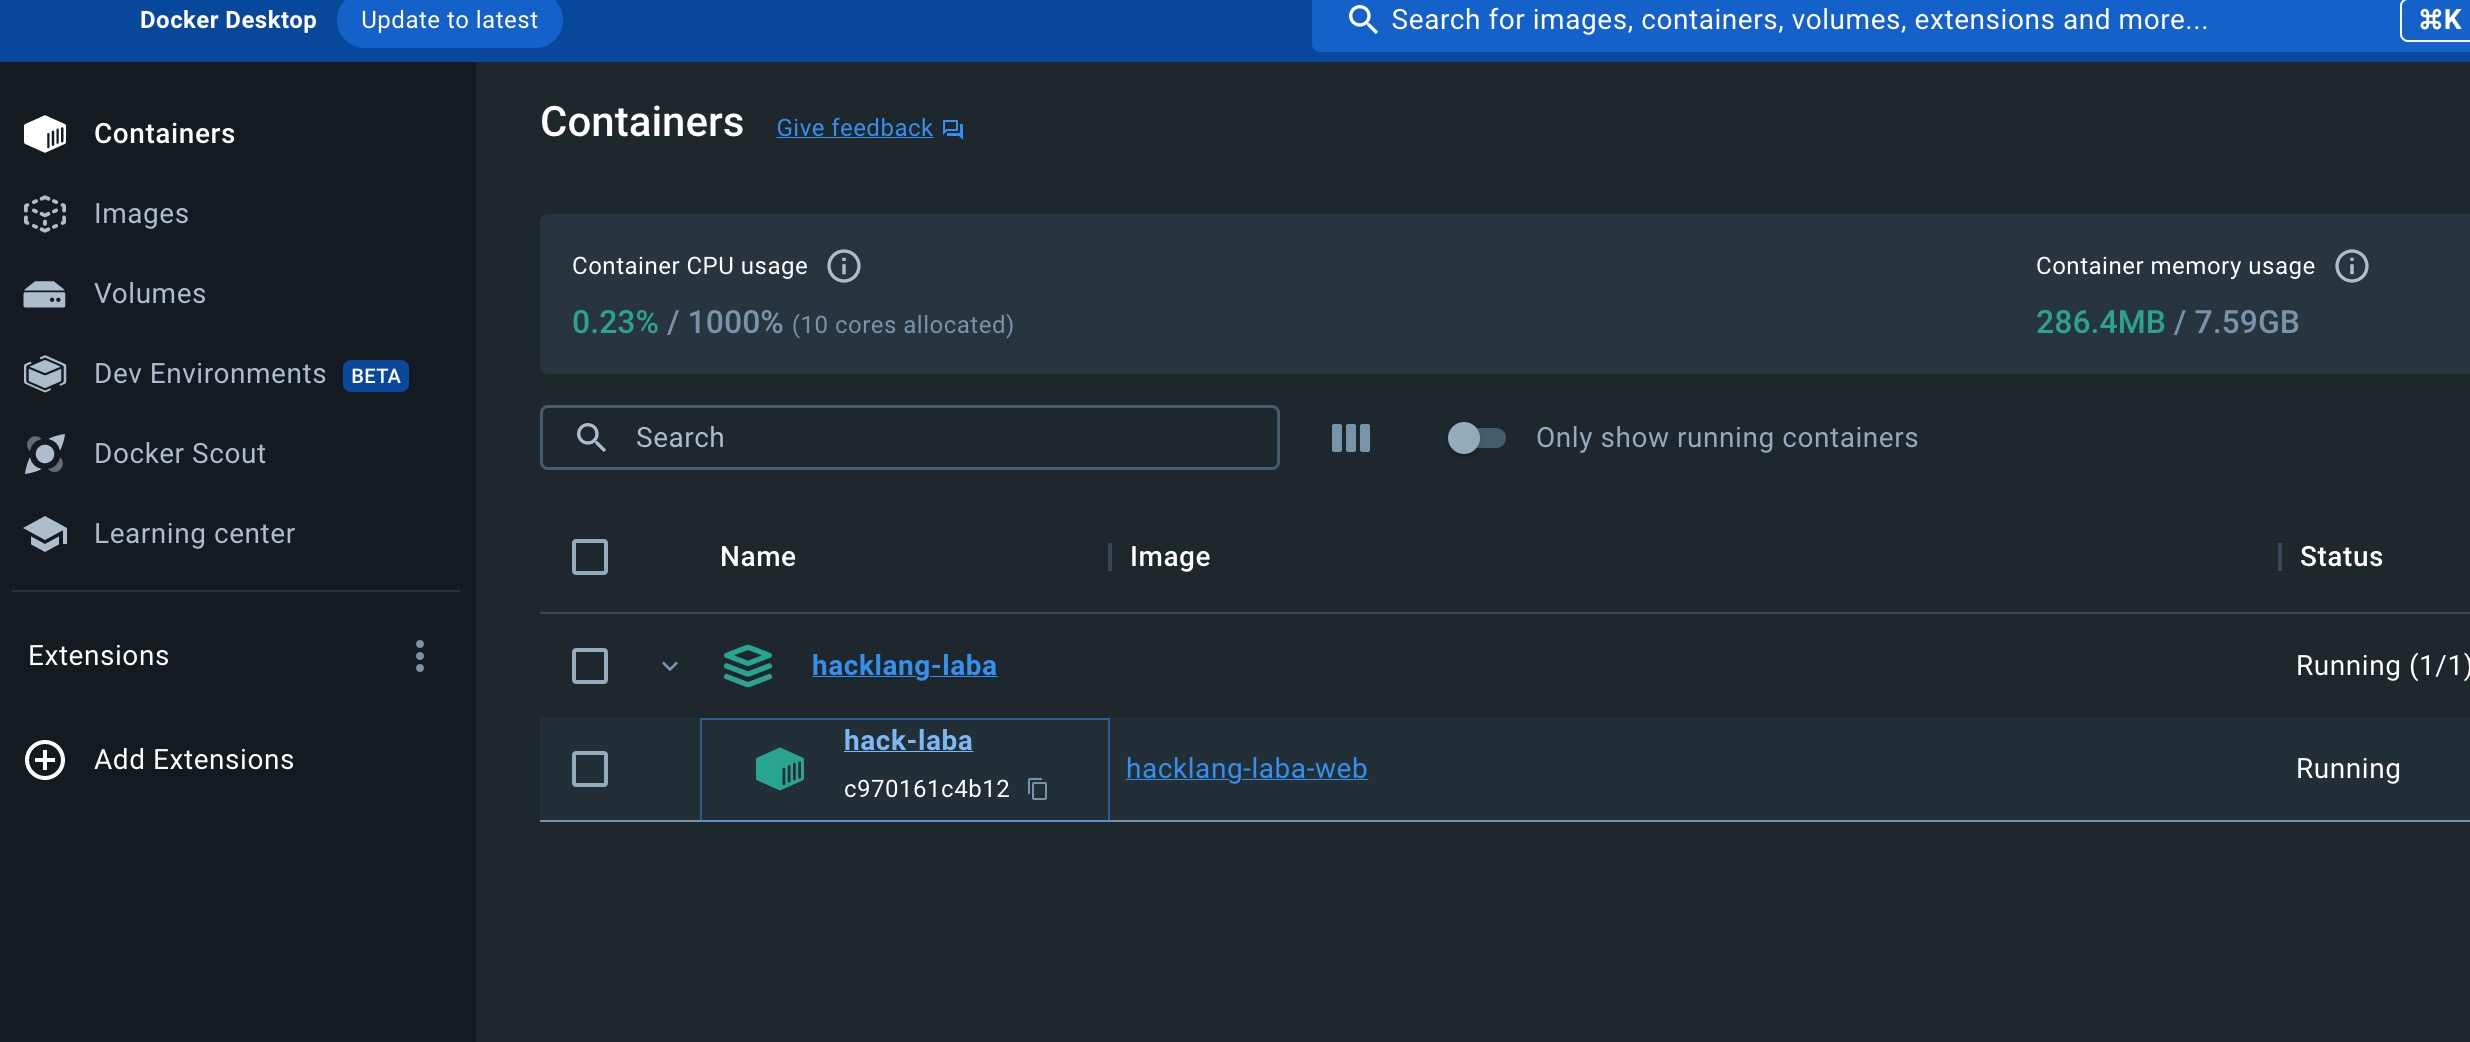 Docker Desktop
Update to latest
Search for images, containers, volumes, extensions and more...
⌘K
Containers
Images
Volumes
Dev Environments BETA
Docker Scout
Learning center
Extensions
Add Extensions
Containers
Give feedback
Container CPU usage
0.23% / 1000% (10 cores allocated)
Container memory usage
286.4MB / 7.59GB
Search
Only show running containers
Name
Image
Status
hacklang-laba
Running (1/1)
hack-laba
c970161c4b12
hacklang-laba-web
Running